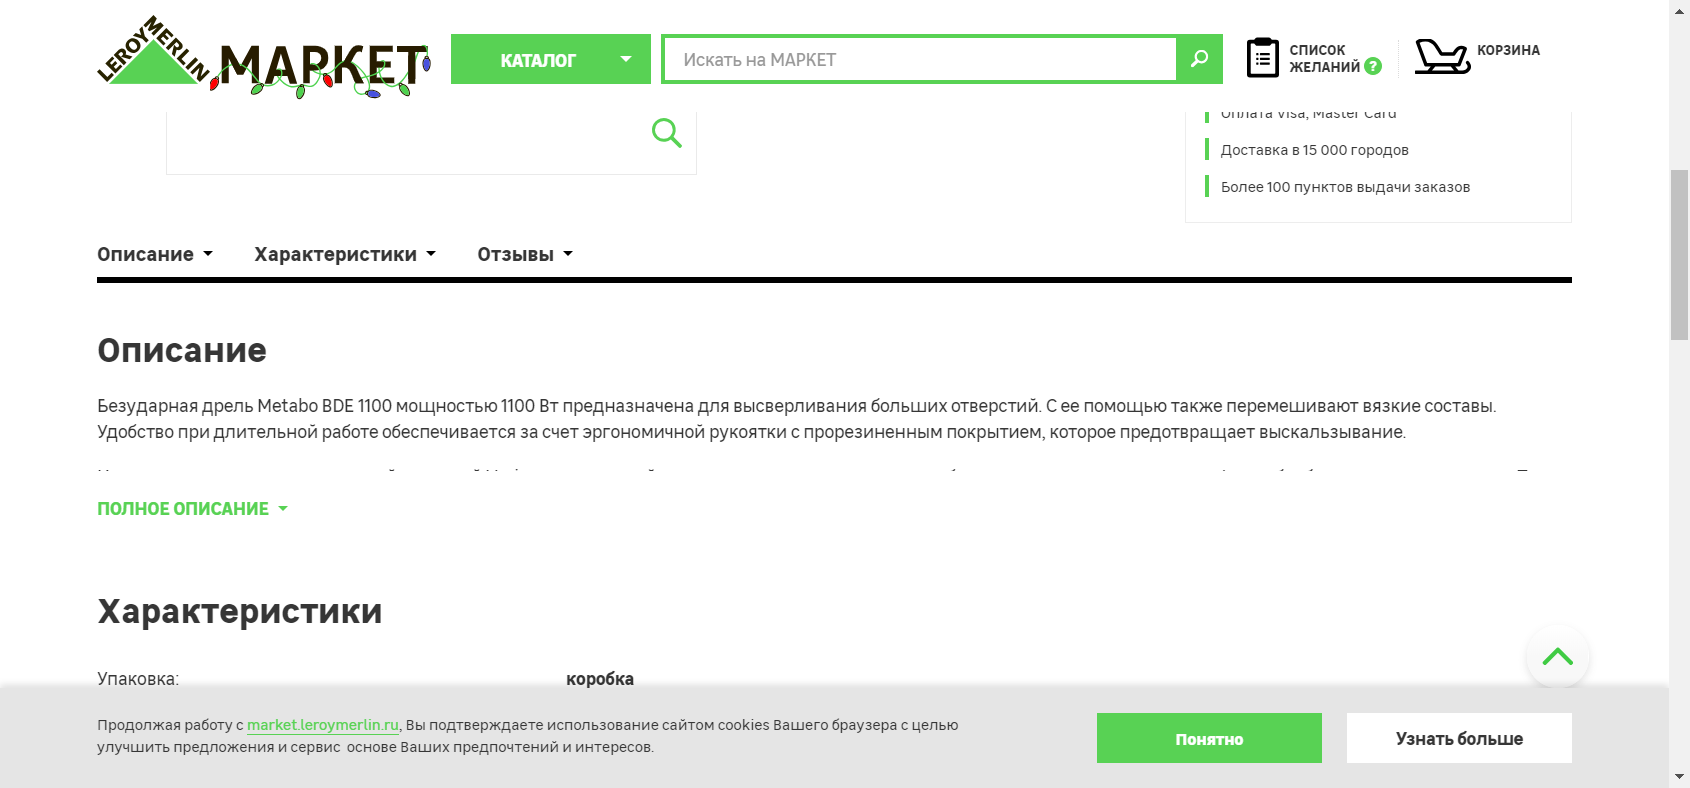 LEROY MERLIN МАРКЕТ
КАТАЛОГ
Искать на МАРКЕТ
СПИСОК
ЖЕЛАНИЙ ?
КОРЗИНА
Оплата Visa, Master Card
Доставка в 15 000 городов
Более 100 пунктов выдачи заказов
Описание Характеристики Отзывы
Описание
Безударная дрель Metabo BDE 1100 мощностью 1100 Вт предназначена для высверливания больших отверстий. С ее помощью также перемешивают вязкие составы.
Удобство при длительной работе обеспечивается за счет эргономичной рукоятки с прорезиненным покрытием, которое предотвращает выскальзывание.
ПОЛНОЕ ОПИСАНИЕ
Характеристики
Упаковка: коробка
Продолжая работу с market.leroymerlin.ru, Вы подтверждаете использование сайтом cookies Вашего браузера с целью
улучшить предложения и сервис основе Ваших предпочтений и интересов.
Понятно
Узнать больше